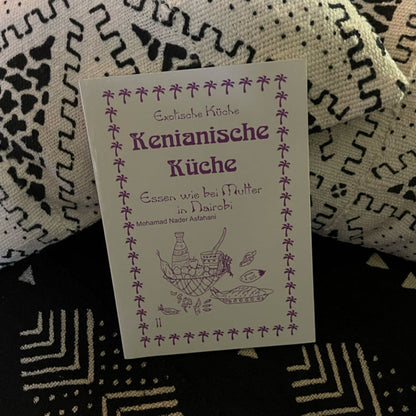 Exotische Küche
Kenianische
Küche
Essen wie bei Mutter
in Nairobi
Mohamad Nader Asfahani